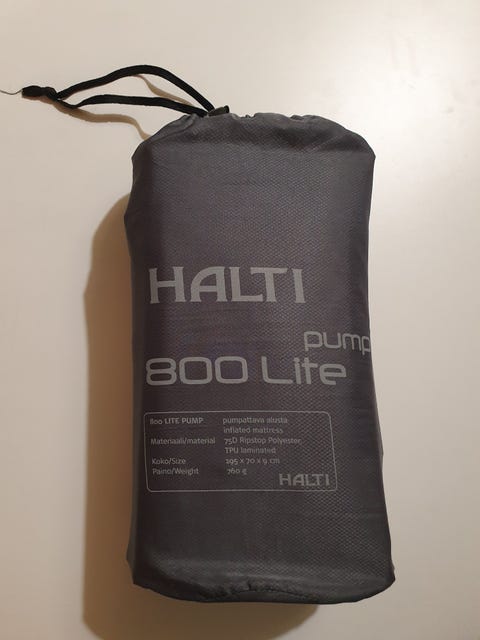 HALTI
pump
800 Lite
800 LITE PUMP pumpattava alusta
inflated mattress
Materiaali/material 75D Ripstop Polyester,
TPU laminated
Koko/Size 195 x 70 x 9 cm
Paino/Weight 760 g
HALTI